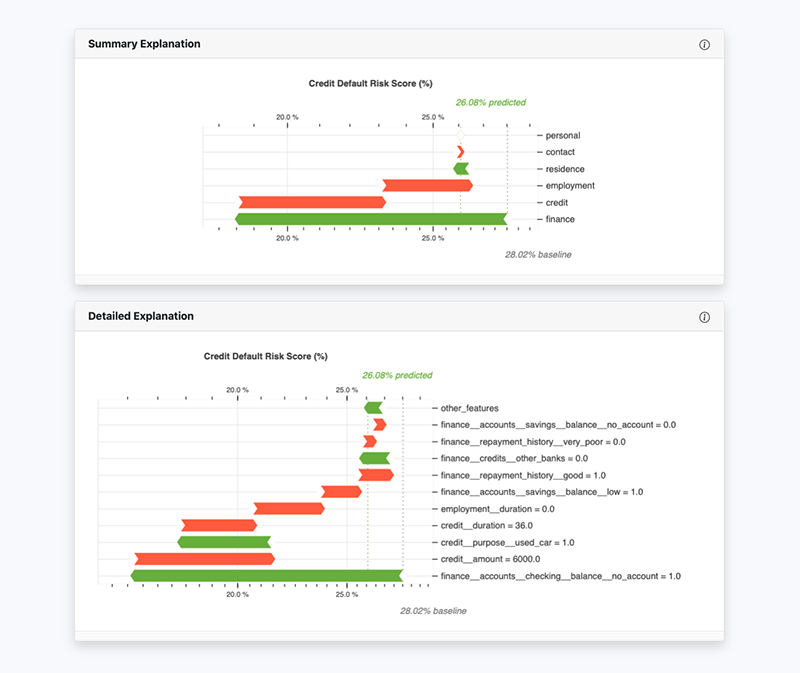 Summary Explanation
Credit Default Risk Score (%)
26.08% predicted
20.0 % 25.0 %
personal
contact
residence
employment
credit
finance
20.0 % 25.0 %
28.02% baseline
Detailed Explanation
Credit Default Risk Score (%)
26.08% predicted
20.0 % 25.0 %
other_features
finance__accounts__savings__balance__no_account = 0.0
finance__repayment_history__very_poor = 0.0
finance__credits__other_banks = 0.0
finance__repayment_history__good = 1.0
finance__accounts__savings__balance__low = 1.0
employment__duration = 0.0
credit__duration = 36.0
credit__purpose__used_car = 1.0
credit__amount = 6000.0
finance__accounts__checking__balance__no_account = 1.0
20.0 % 25.0 %
28.02% baseline